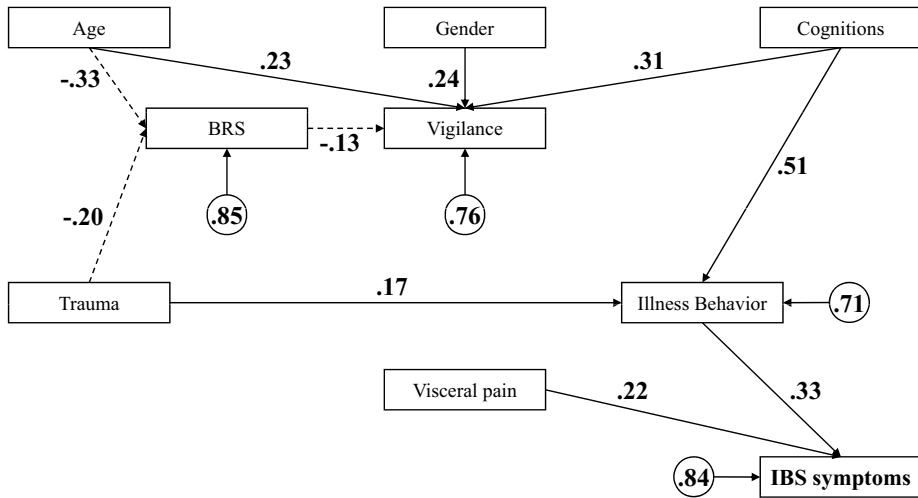 Age
Gender
Cognitions
-.33
.23
.24
.31
BRS
-.13
Vigilance
.51
.85
.76
-.20
Trauma
.17
Illness Behavior
.71
Visceral pain
.22
.33
.84
IBS symptoms